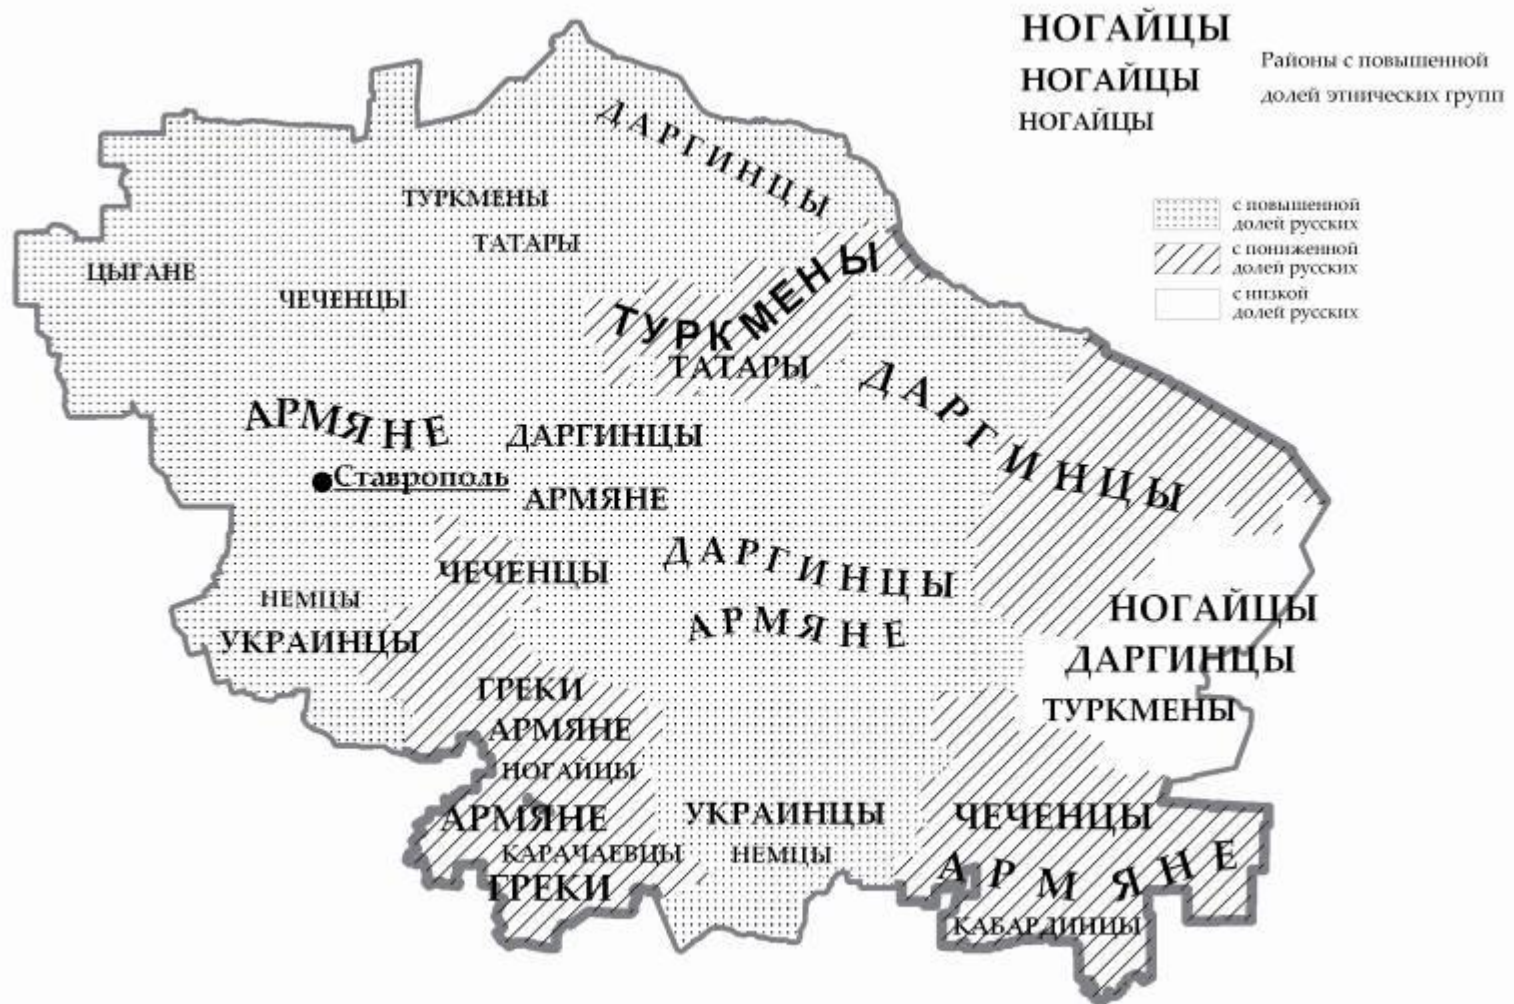 НОГАЙЦЫ
НОГАЙЦЫ
НОГАЙЦЫ
Районы с повышенной
долей этнических групп
с повышенной
долей русских
с пониженной
долей русских
с низкой
долей русских
ДАРГИНЦЫ
ТУРКМЕНЫ
ТАТАРЫ
ЦЫГАНЕ
ЧЕЧЕНЦЫ
ТУРКМЕНЫ
ТАТАРЫ
ДАРГИНЦЫ
АРМЯНЕ
ДАРГИНЦЫ
Ставрополь
АРМЯНЕ
ДАРГИНЦЫ
ЧЕЧЕНЦЫ
АРМЯНЕ
НЕМЦЫ
УКРАИНЦЫ
НОГАЙЦЫ
ДАРГИНЦЫ
ТУРКМЕНЫ
ГРЕКИ
АРМЯНЕ
НОГАЙЦЫ
АРМЯНЕ
КАРАЧАЕВЦЫ
ГРЕКИ
УКРАИНЦЫ
НЕМЦЫ
ЧЕЧЕНЦЫ
АРМЯНЕ
КАБАРДИНЦЫ